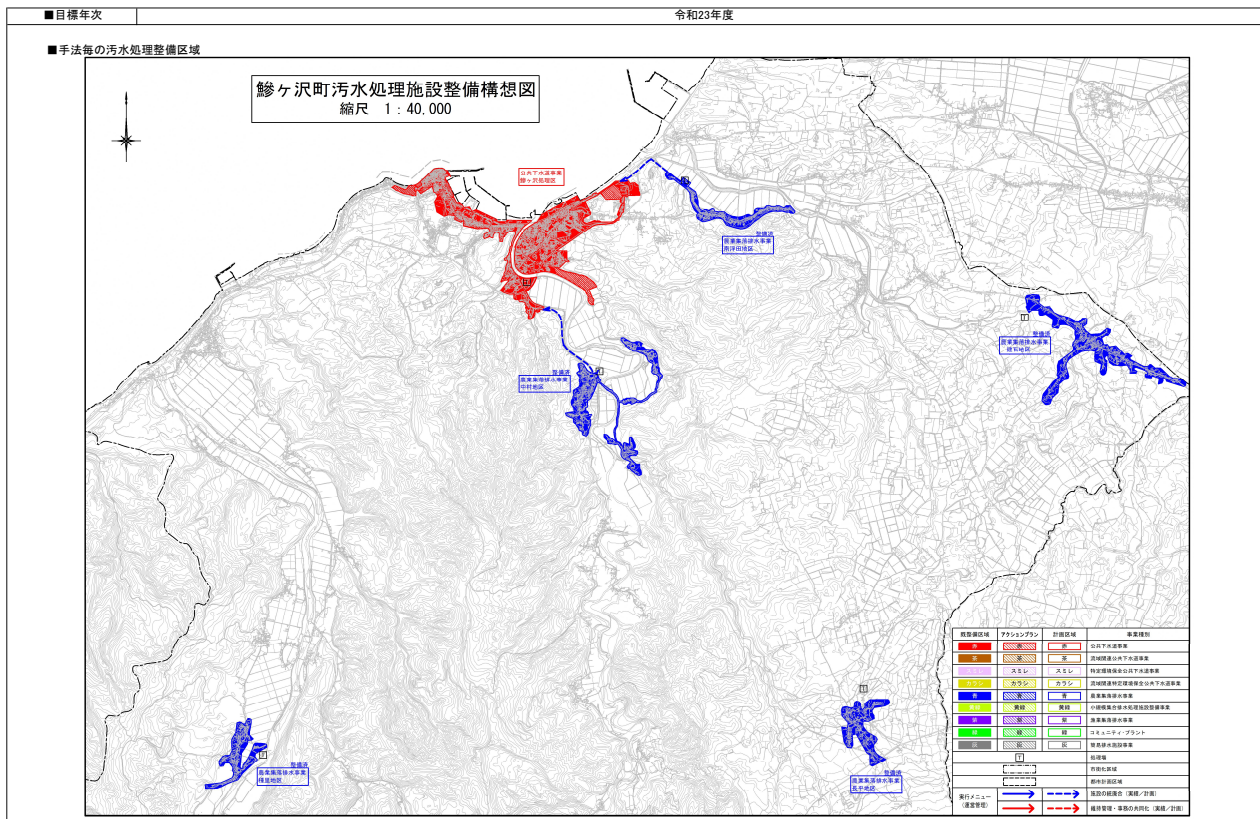 ■目標年次
令和23年度
■手法毎の汚水処理整備区域
鰺ヶ沢町汚水処理施設整備構想図
縮尺 1:40,000
公共下水道事業
鰺ヶ沢処理区
整備済
農業集落排水事業
南浮田地区
整備済
農業集落排水事業
整備済
農業集落排水事業
中村地区
整備済
農業集落排水事業
整備済
農業集落排水事業
長平地区
既整備区域 アクションプラン 計画区域 事業種別
赤 赤 赤 公共下水道事業
茶 茶 茶 流域関連公共下水道事業
スミレ スミレ スミレ 特定環境保全公共下水道事業
カラシ カラシ カラシ 流域関連特定環境保全公共下水道事業
青 青 青 農業集落排水事業
黄緑 黄緑 黄緑 小規模集合排水処理施設整備事業
紫 紫 紫 漁業集落排水事業
緑 緑 緑 コミュニティ・プラント
灰 灰 灰 簡易排水施設事業
T 処理場
市街化区域
都市計画区域
実行メニュー
(運営管理)
施設の統廃合(実績/計画)
維持管理・事務の共同化(実績/計画)